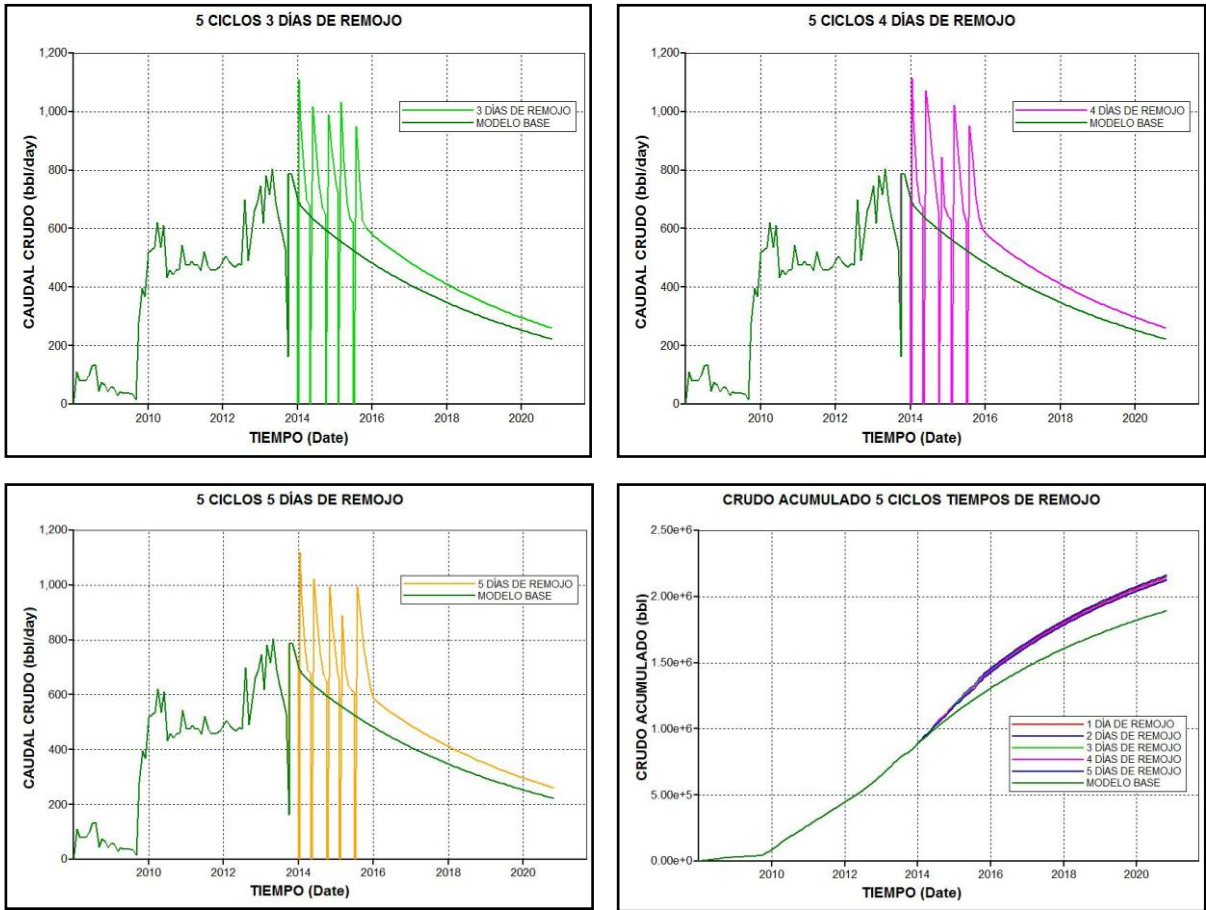 5 CICLOS 3 DÍAS DE REMOJO
1,200
1,000
800
600
400
200
0
CAUDAL CRUDO (bbl/day)
3 DÍAS DE REMOJO
MODELO BASE
2010 2012 2014 2016 2018 2020
TIEMPO (Date)
5 CICLOS 4 DÍAS DE REMOJO
1,200
1,000
800
600
400
200
0
CAUDAL CRUDO (bbl/day)
4 DÍAS DE REMOJO
MODELO BASE
2010 2012 2014 2016 2018 2020
TIEMPO (Date)
5 CICLOS 5 DÍAS DE REMOJO
1,200
1,000
800
600
400
200
0
CAUDAL CRUDO (bbl/day)
5 DÍAS DE REMOJO
MODELO BASE
2010 2012 2014 2016 2018 2020
TIEMPO (Date)
CRUDO ACUMULADO 5 CICLOS TIEMPOS DE REMOJO
2.50e+6
2.00e+6
1.50e+6
1.00e+6
5.00e+5
0.00e+0
CRUDO ACUMULADO (bbl)
1 DÍA DE REMOJO
2 DÍAS DE REMOJO
3 DÍAS DE REMOJO
4 DÍAS DE REMOJO
5 DÍAS DE REMOJO
MODELO BASE
2010 2012 2014 2016 2018 2020
TIEMPO (Date)